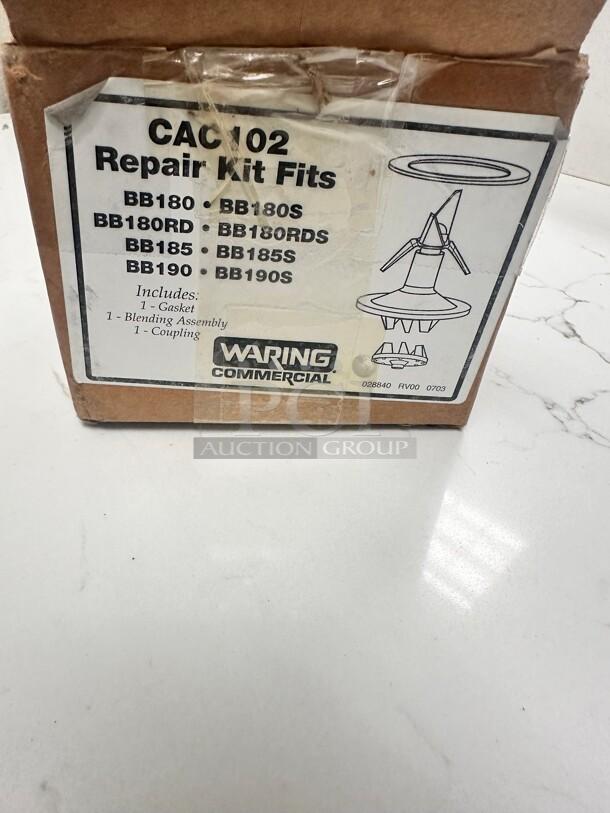 CAC102
Repair Kit Fits
BB180 • BB180S
BB180RD • BB180RDS
BB185 • BB185S
BB190 • BB190S
Includes:
1 - Gasket
1 - Blending Assembly
1 - Coupling
WARING
COMMERCIAL
028840 RV00 0703
PCI
AUCTION GROUP